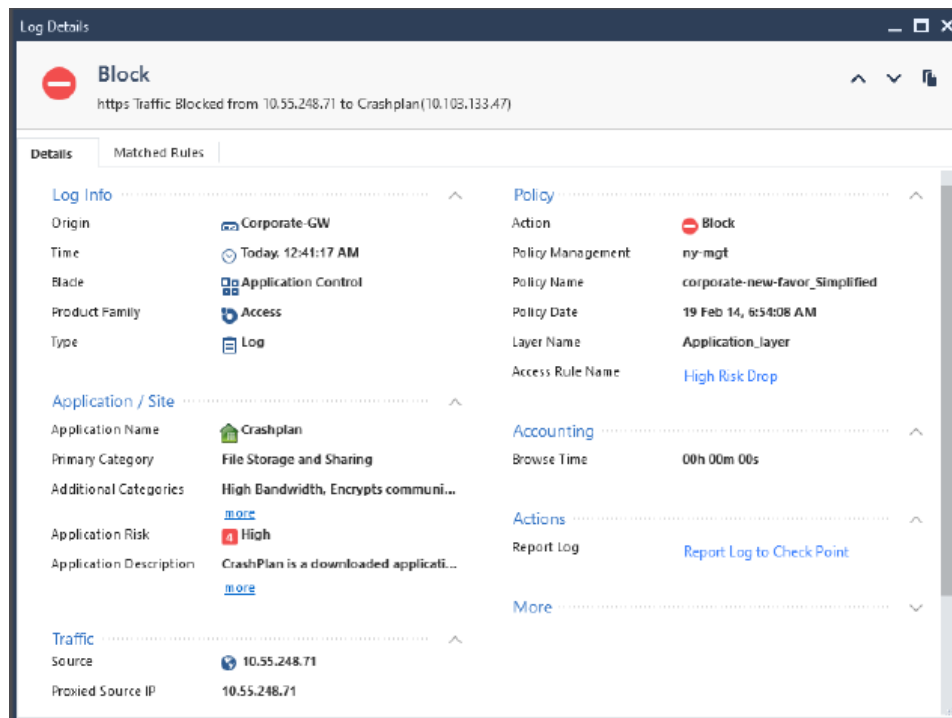 Log Details
Block
https Traffic Blocked from 10.55.248.71 to Crashplan(10.103.133.47)
Details
Matched Rules
Log Info
Origin Corporate-GW
Time Today, 12:41:17 AM
Blade Application Control
Product Family Access
Type Log
Application / Site
Application Name Crashplan
Primary Category File Storage and Sharing
Additional Categories High Bandwidth, Encrypts communi...
more
Application Risk 4 High
Application Description CrashPlan is a downloaded applicati...
more
Traffic
Source 10.55.248.71
Proxied Source IP 10.55.248.71
Policy
Action Block
Policy Management ny-mgt
Policy Name corporate-new-favor_Simplified
Policy Date 19 Feb 14, 6:54:08 AM
Layer Name Application_layer
Access Rule Name High Risk Drop
Accounting
Browse Time 00h 00m 00s
Actions
Report Log Report Log to Check Point
More